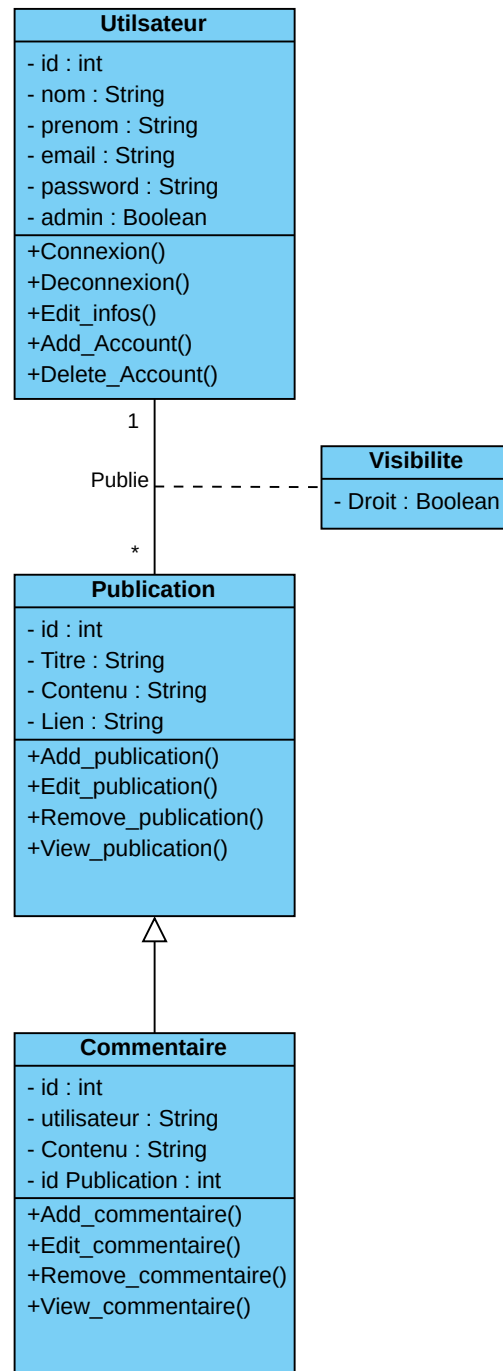 Utilsateur
- id : int
- nom : String
- prenom : String
- email : String
- password : String
- admin : Boolean
+Connexion()
+Deconnexion()
+Edit_infos()
+Add_Account()
+Delete_Account()
1
Publie
Visibilite
- Droit : Boolean
*
Publication
- id : int
- Titre : String
- Contenu : String
- Lien : String
+Add_publication()
+Edit_publication()
+Remove_publication()
+View_publication()
Commentaire
- id : int
- utilisateur : String
- Contenu : String
- id Publication : int
+Add_commentaire()
+Edit_commentaire()
+Remove_commentaire()
+View_commentaire()